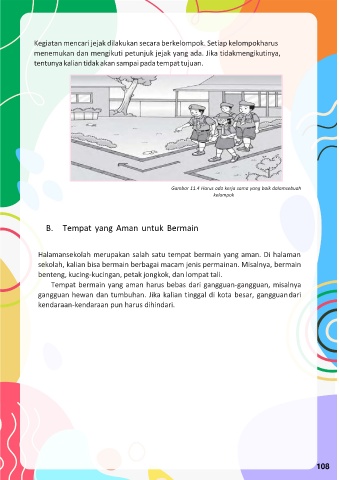 Kegiatan mencari jejak dilakukan secara berkelompok. Setiap kelompokharus
menemukan dan mengikuti petunjuk jejak yang ada. Jika tidakmengikutinya,
tentunya kalian tidak akan sampai pada tempat tujuan.
Gambar 11.4 Harus ada kerja sama yang baik dalamsebuah
kelompok
B. Tempat yang Aman untuk Bermain
Halamansekolah merupakan salah satu tempat bermain yang aman. Di halaman
sekolah, kalian bisa bermain berbagai macam jenis permainan. Misalnya, bermain
benteng, kucing-kucingan, petak jongkok, dan lompat tali.
Tempat bermain yang aman harus bebas dari gangguan-gangguan, misalnya
gangguan hewan dan tumbuhan. Jika kalian tinggal di kota besar, gangguandari
kendaraan-kendaraan pun harus dihindari.
108